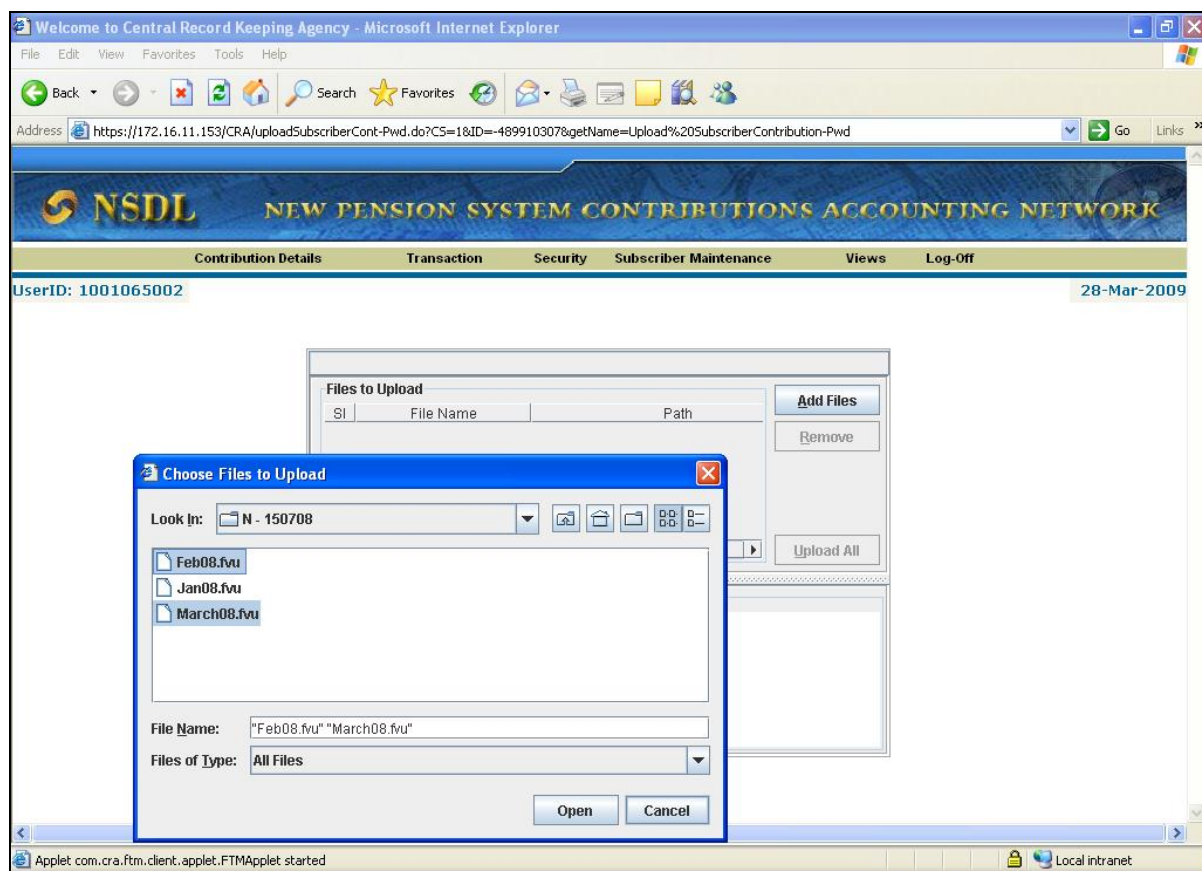 Welcome to Central Record Keeping Agency - Microsoft Internet Explorer
File Edit View Favorites Tools Help
Back Search Favorites
Address https://172.16.11.153/CRA/uploadSubscriberCont-Pwd.do?CS=1&ID=-489910307&getName=Upload%20SubscriberContribution-Pwd Go Links »
NSDL NEW PENSION SYSTEM CONTRIBUTIONS ACCOUNTING NETWORK
Contribution Details Transaction Security Subscriber Maintenance Views Log-Off
UserID: 1001065002 28-Mar-2009
Files to Upload
Sl File Name Path
Add Files
Remove
Upload All
Choose Files to Upload
Look In: N - 150708
Feb08.fvu
Jan08.fvu
March08.fvu
File Name: "Feb08.fvu" "March08.fvu"
Files of Type: All Files
Open Cancel
Applet com.cra.ftm.client.applet.FTMApplet started Local intranet